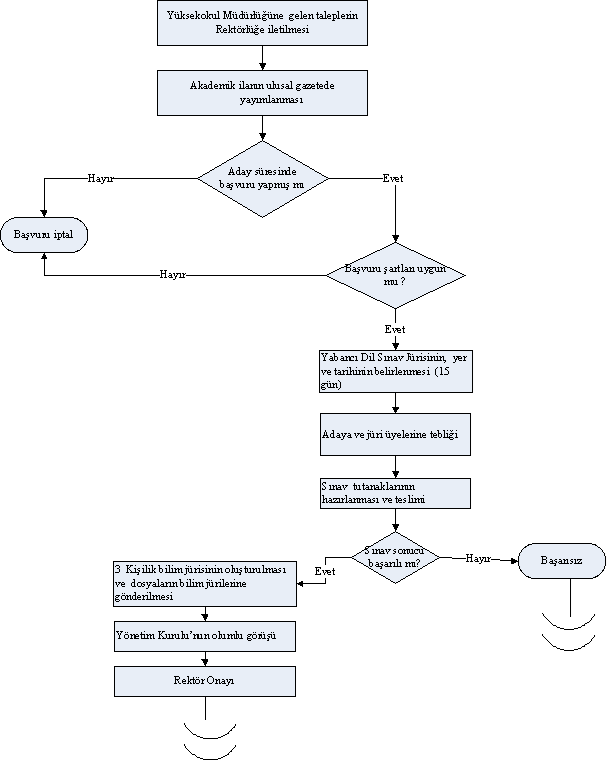 Yüksekokul Müdürlüğüne gelen taleplerin
Rektörlüğe iletilmesi
Akademik ilanın ulusal gazetede
yayımlanması
Aday süresinde
başvuru yapmış mı
Hayır
Evet
Başvuru iptal
Başvuru şartları uygun
mu ?
Hayır
Evet
Yabancı Dil Sınav Jürisinin, yer
ve tarihinin belirlenmesi (15
gün)
Adaya ve jüri üyelerine tebliği
Sınav tutanaklarının
hazırlanması ve teslimi
Sınav sonucu
başarılı mı?
Hayır
Başarısız
Evet
3 Kişilik bilim jürisinin oluşturulması
ve dosyaların bilim jürilerine
gönderilmesi
Yönetim Kurulu’nun olumlu görüşü
Rektör Onayı